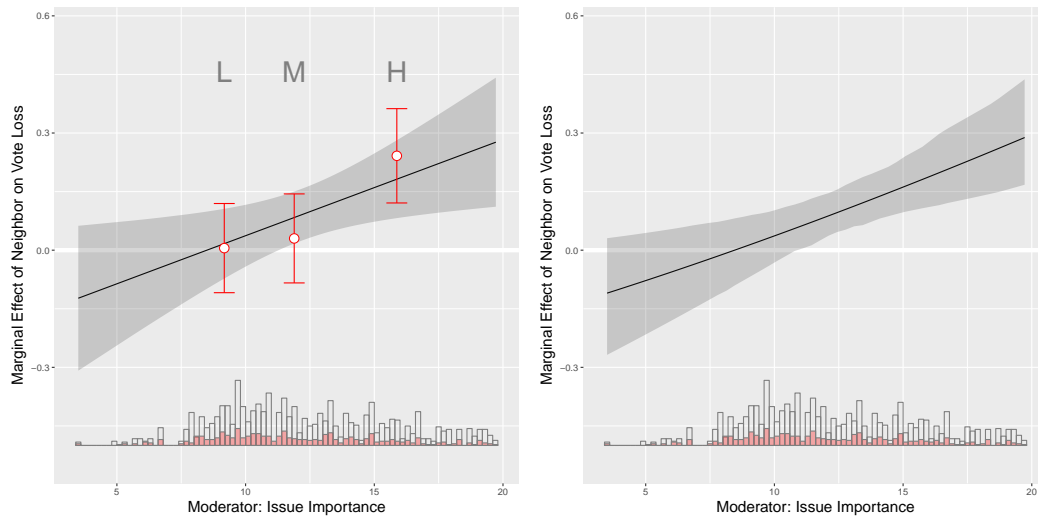 0.6
0.3
0.0
−0.3
Marginal Effect of Neighbor on Vote Loss
L
M
H
5
10
15
20
Moderator: Issue Importance
0.6
0.3
0.0
−0.3
Marginal Effect of Neighbor on Vote Loss
5
10
15
20
Moderator: Issue Importance